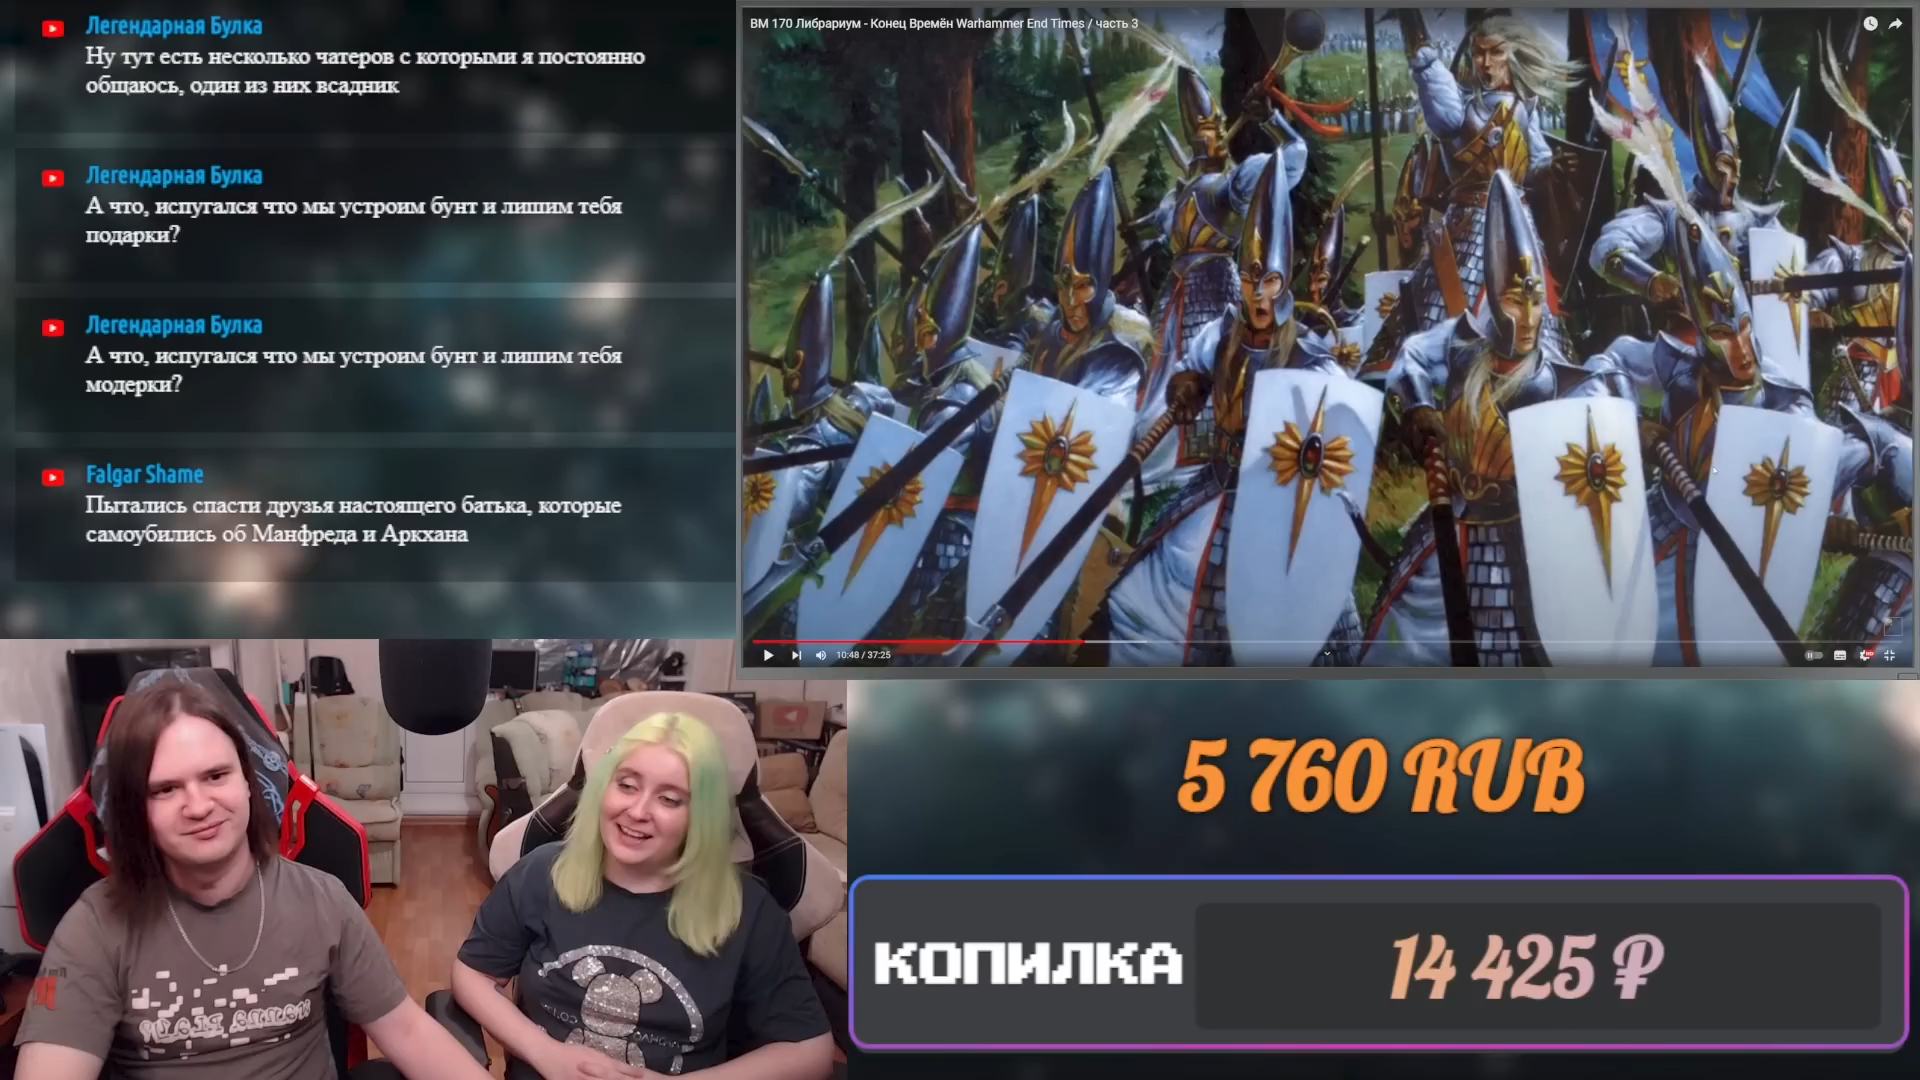 Легендарная Булка
Ну тут есть несколько чатеров с которыми я постоянно
общаюсь, один из них всадник
Легендарная Булка
А что, испугался что мы устроим бунт и лишим тебя
подарки?
Легендарная Булка
А что, испугался что мы устроим бунт и лишим тебя
модерки?
Falgar Shame
Пытались спасти друзья настоящего батька, которые
самоубились об Манфреда и Аркхана
ВМ 170 Либрариум - Конец Времён Warhammer End Times / часть 3
10:48 / 37:25
5 760 RUB
КОПИЛКА
14 425 ₽